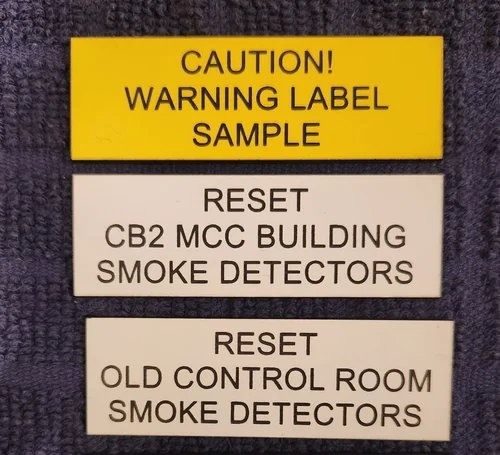 CAUTION!
WARNING LABEL
SAMPLE
RESET
CB2 MCC BUILDING
SMOKE DETECTORS
RESET
OLD CONTROL ROOM
SMOKE DETECTORS